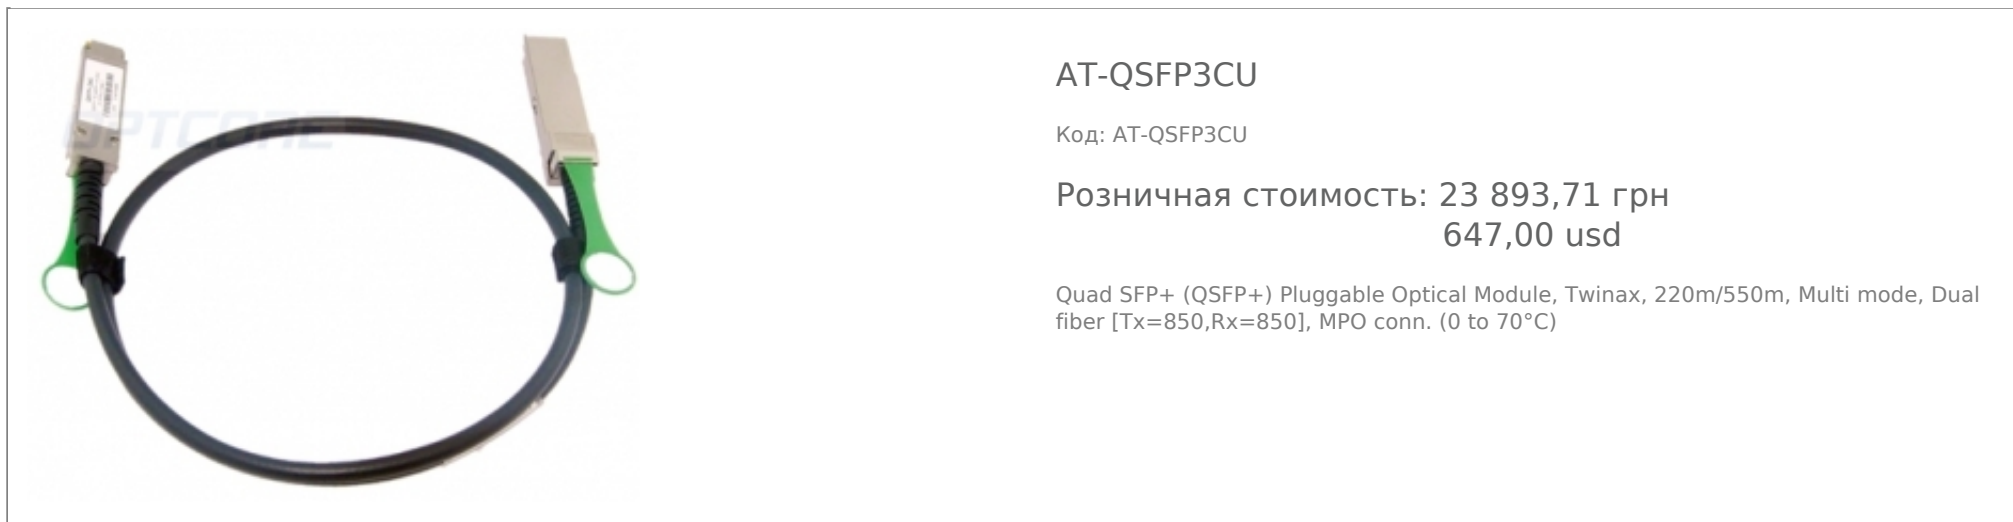 OPTCORE
AT-QSFP3CU
Код: AT-QSFP3CU
Розничная стоимость: 23 893,71 грн
647,00 usd
Quad SFP+ (QSFP+) Pluggable Optical Module, Twinax, 220m/550m, Multi mode, Dual
fiber [Tx=850,Rx=850], MPO conn. (0 to 70°C)